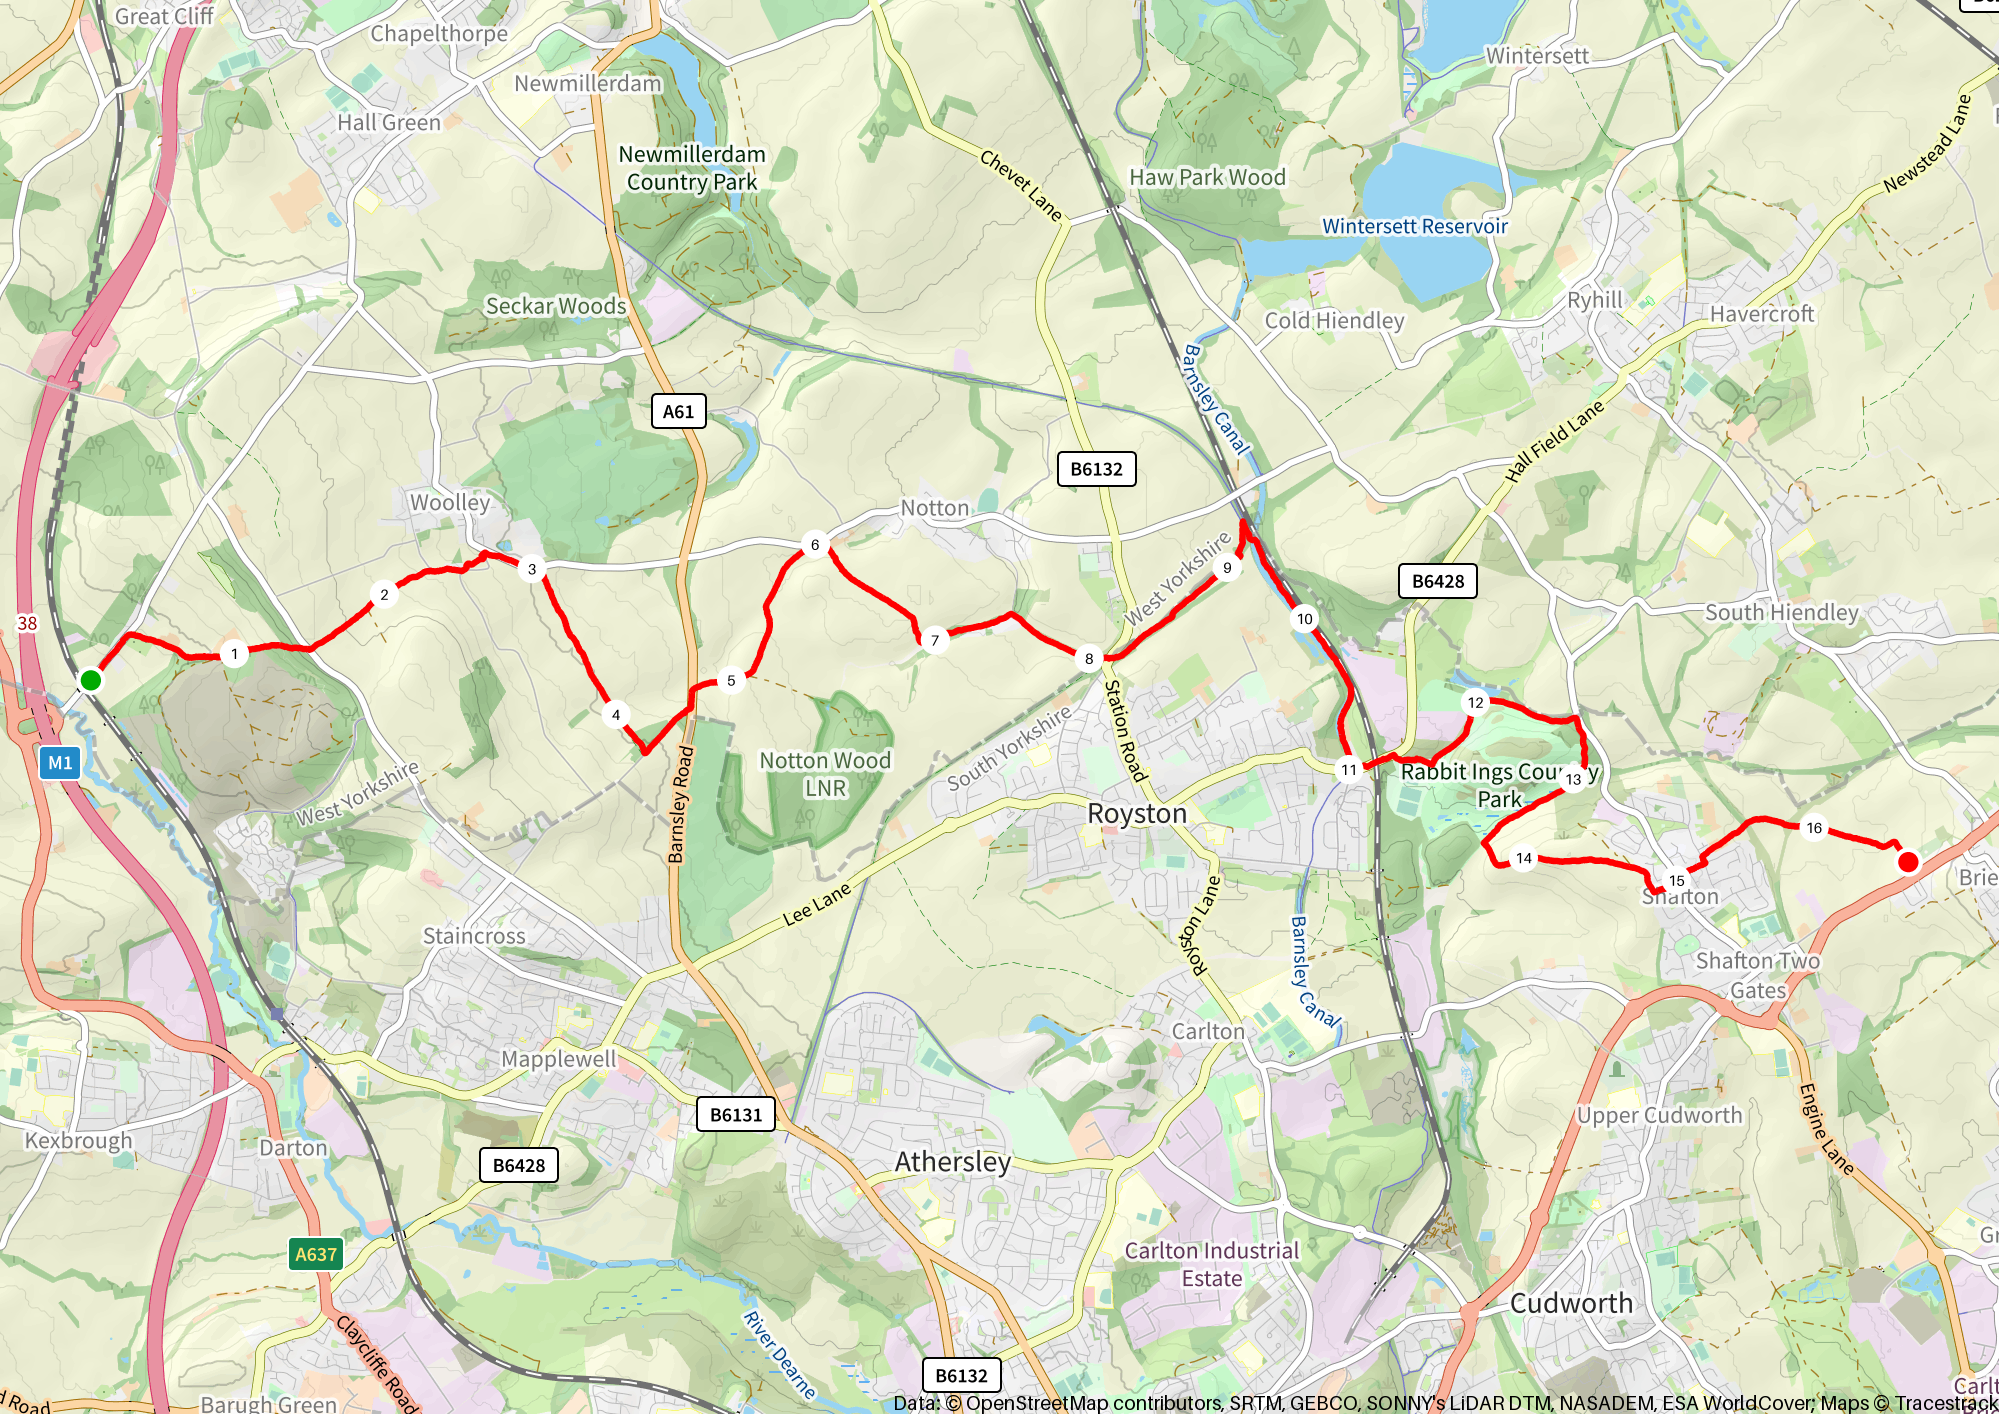 Great Cliff
Chapelthorpe
Newmillerdam
Hall Green
Newmillerdam
Country Park
Chevet Lane
Haw Park Wood
Wintersett
Newstead Lane
Wintersett Reservoir
Seckar Woods
Cold Hiendley
Ryhill
Havercroft
Barnsley Canal
A61
B6132
Hall Field Lane
Woolley
Notton
West Yorkshire
B6428
South Hiendley
38
1
2
3
4
5
6
7
8
9
10
11
12
13
14
15
16
M1
West Yorkshire
South Yorkshire
Station Road
Notton Wood
LNR
Barnsley Road
Royston
Rabbit Ings Country
Park
Lee Lane
Royston Lane
Shafton
Brie
Staincross
Barnsley Canal
Shafton Two
Gates
Carlton
Mapplewell
B6131
Upper Cudworth
Engine Lane
Kexbrough
Darton
B6428
Athersley
A637
Carlton Industrial
Estate
Gr
Cudworth
Claycliffe Road
River Dearne
B6132
Barugh Green
d Road
Carlt
Data: © OpenStreetMap contributors, SRTM, GEBCO, SONNY's LiDAR DTM, NASADEM, ESA WorldCover; Maps © Tracestrack